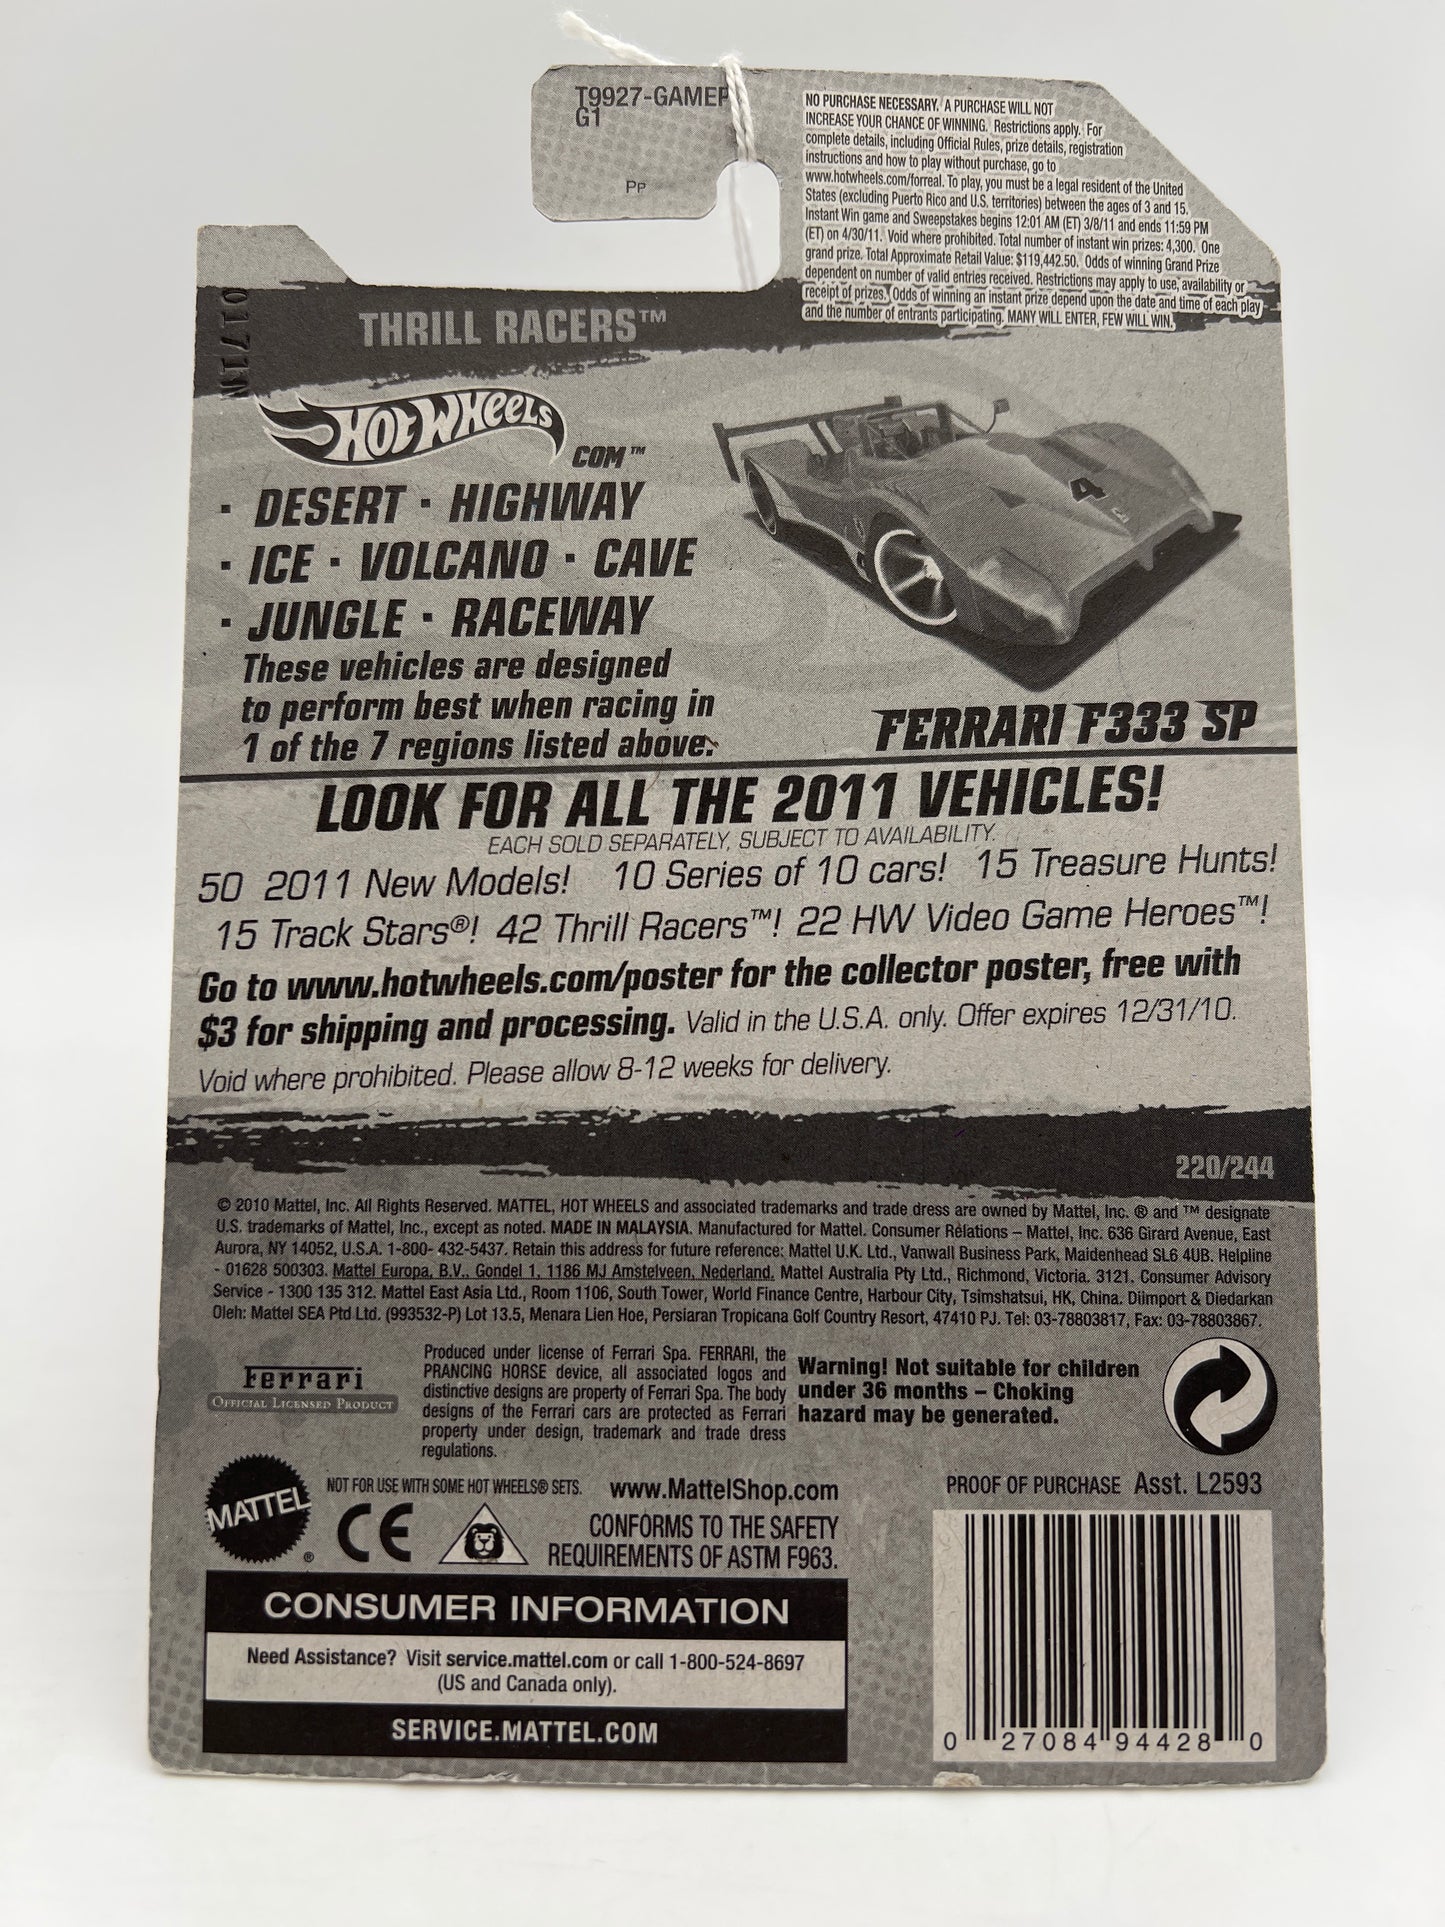 T9927-GAMEP
G1
PP
NO PURCHASE NECESSARY. A PURCHASE WILL NOT
INCREASE YOUR CHANCE OF WINNING. Restrictions apply. For
complete details, including Official Rules, prize details, registration
instructions and how to play without purchase, go to
www.hotwheels.com/forreal. To play, you must be a legal resident of the United
States (excluding Puerto Rico and U.S. territories) between the ages of 3 and 15.
Instant Win game and Sweepstakes begins 12:01 AM (ET) 3/8/11 and ends 11:59 PM
(ET) on 4/30/11. Void where prohibited. Total number of instant win prizes: 4,300. One
grand prize. Total Approximate Retail Value: $119,442.50. Odds of winning Grand Prize
dependent on number of valid entries received. Restrictions may apply to use, availability or
receipt of prizes. Odds of winning an instant prize depend upon the date and time of each play
and the number of entrants participating. MANY WILL ENTER, FEW WILL WIN.
THRILL RACERS™
HOT WHEELS
COM™
· DESERT · HIGHWAY
· ICE · VOLCANO · CAVE
· JUNGLE · RACEWAY
These vehicles are designed
to perform best when racing in
1 of the 7 regions listed above.
4
FERRARI F333 SP
LOOK FOR ALL THE 2011 VEHICLES!
EACH SOLD SEPARATELY, SUBJECT TO AVAILABILITY.
50 2011 New Models! 10 Series of 10 cars! 15 Treasure Hunts!
15 Track Stars®! 42 Thrill Racers™! 22 HW Video Game Heroes™!
Go to www.hotwheels.com/poster for the collector poster, free with
$3 for shipping and processing. Valid in the U.S.A. only. Offer expires 12/31/10.
Void where prohibited. Please allow 8-12 weeks for delivery.
220/244
© 2010 Mattel, Inc. All Rights Reserved. MATTEL, HOT WHEELS and associated trademarks and trade dress are owned by Mattel, Inc. ® and ™ designate
U.S. trademarks of Mattel, Inc., except as noted. MADE IN MALAYSIA. Manufactured for Mattel. Consumer Relations – Mattel, Inc. 636 Girard Avenue, East
Aurora, NY 14052, U.S.A. 1-800- 432-5437. Retain this address for future reference: Mattel U.K. Ltd., Vanwall Business Park, Maidenhead SL6 4UB. Helpline
- 01628 500303. Mattel Europa, B.V., Gondel 1, 1186 MJ Amstelveen, Nederland. Mattel Australia Pty Ltd., Richmond, Victoria. 3121. Consumer Advisory
Service - 1300 135 312. Mattel East Asia Ltd., Room 1106, South Tower, World Finance Centre, Harbour City, Tsimshatsui, HK, China. Diimport & Diedarkan
Oleh: Mattel SEA Ptd Ltd. (993532-P) Lot 13.5, Menara Lien Hoe, Persiaran Tropicana Golf Country Resort, 47410 PJ. Tel: 03-78803817, Fax: 03-78803867.
Ferrari
OFFICIAL LICENSED PRODUCT
Produced under license of Ferrari Spa. FERRARI, the
PRANCING HORSE device, all associated logos and
distinctive designs are property of Ferrari Spa. The body
designs of the Ferrari cars are protected as Ferrari
property under design, trademark and trade dress
regulations.
Warning! Not suitable for children
under 36 months – Choking
hazard may be generated.
MATTEL
®
NOT FOR USE WITH SOME HOT WHEELS® SETS.
www.MattelShop.com
CE
CONFORMS TO THE SAFETY
REQUIREMENTS OF ASTM F963.
PROOF OF PURCHASE Asst. L2593
CONSUMER INFORMATION
Need Assistance? Visit service.mattel.com or call 1-800-524-8697
(US and Canada only).
SERVICE.MATTEL.COM
0 27084 94428 0